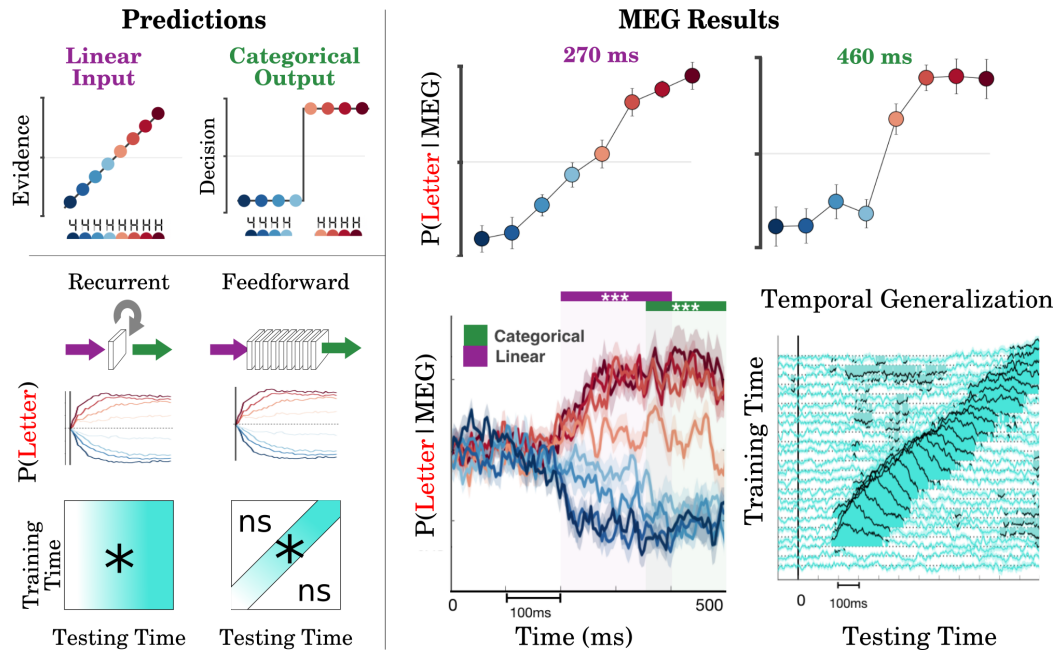 Predictions
Linear
Input
Categorical
Output
Evidence
Decision
Recurrent
Feedforward
P(Letter)
*
ns
*
ns
Training
Time
Testing Time
Testing Time
MEG Results
270 ms
460 ms
P(Letter | MEG)
***
***
Categorical
Linear
P(Letter | MEG)
0
100ms
500
Time (ms)
Temporal Generalization
Training Time
0
100ms
Testing Time